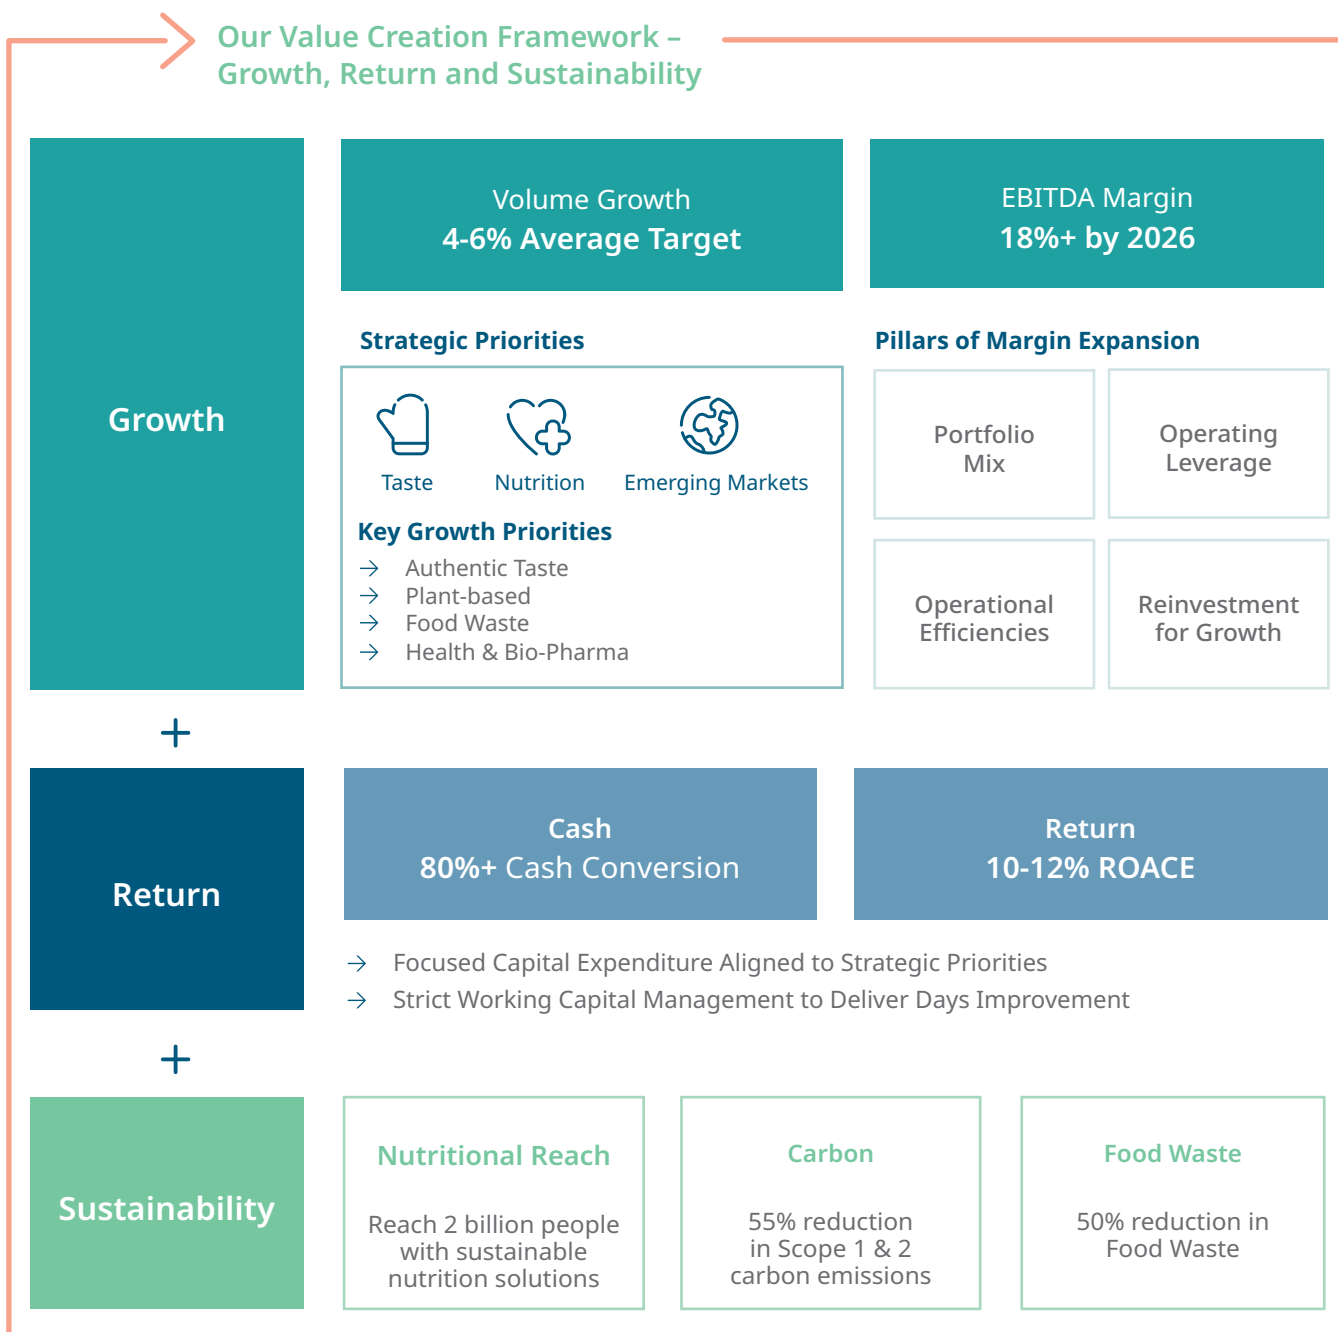 Our Value Creation Framework –
Growth, Return and Sustainability
Growth
Volume Growth
4-6% Average Target
EBITDA Margin
18%+ by 2026
Strategic Priorities
Taste
Nutrition
Emerging Markets
Key Growth Priorities
→ Authentic Taste
→ Plant-based
→ Food Waste
→ Health & Bio-Pharma
Pillars of Margin Expansion
Portfolio
Mix
Operating
Leverage
Operational
Efficiencies
Reinvestment
for Growth
+
Return
Cash
80%+ Cash Conversion
Return
10-12% ROACE
→ Focused Capital Expenditure Aligned to Strategic Priorities
→ Strict Working Capital Management to Deliver Days Improvement
+
Sustainability
Nutritional Reach
Reach 2 billion people
with sustainable
nutrition solutions
Carbon
55% reduction
in Scope 1 & 2
carbon emissions
Food Waste
50% reduction in
Food Waste